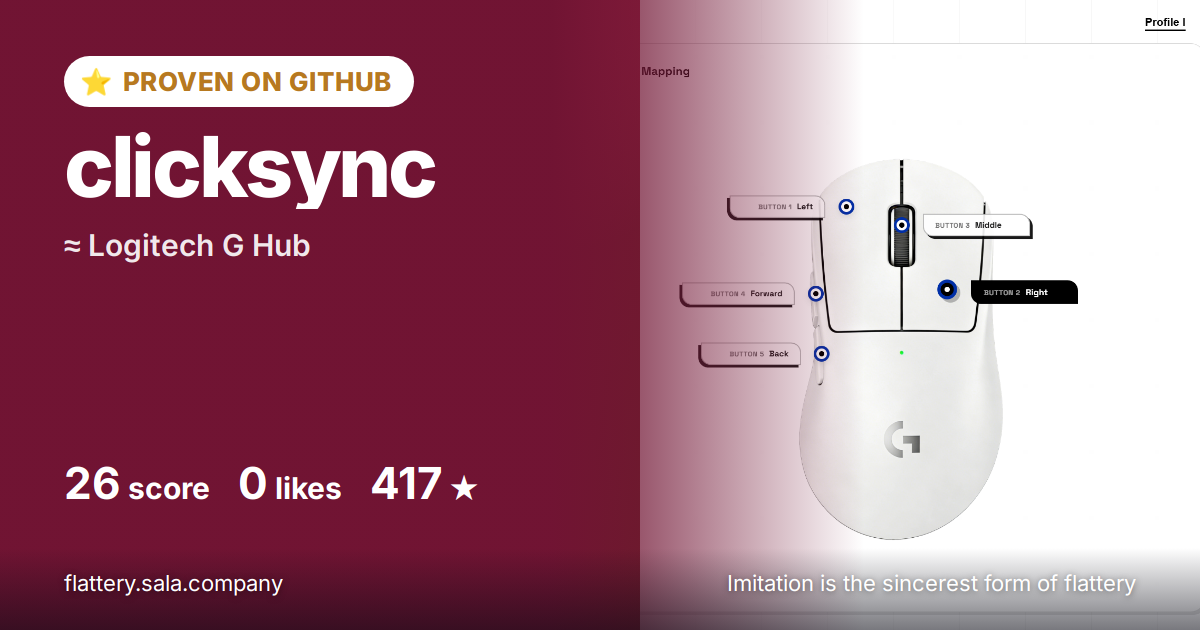 ⭐ PROVEN ON GITHUB
clicksync
≈ Logitech G Hub
26 score 0 likes 417 ★
flattery.sala.company
Profile I
Mapping
BUTTON 1 Left
BUTTON 3 Middle
BUTTON 4 Forward
BUTTON 2 Right
BUTTON 5 Back
G
Imitation is the sincerest form of flattery